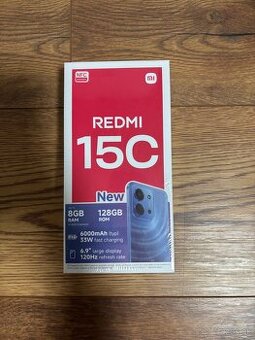 NFC
REDMI
15C
New
8GB
RAM
128GB
ROM
6000mAh (typ)
33W fast charging
6.9" large display
120Hz refresh rate